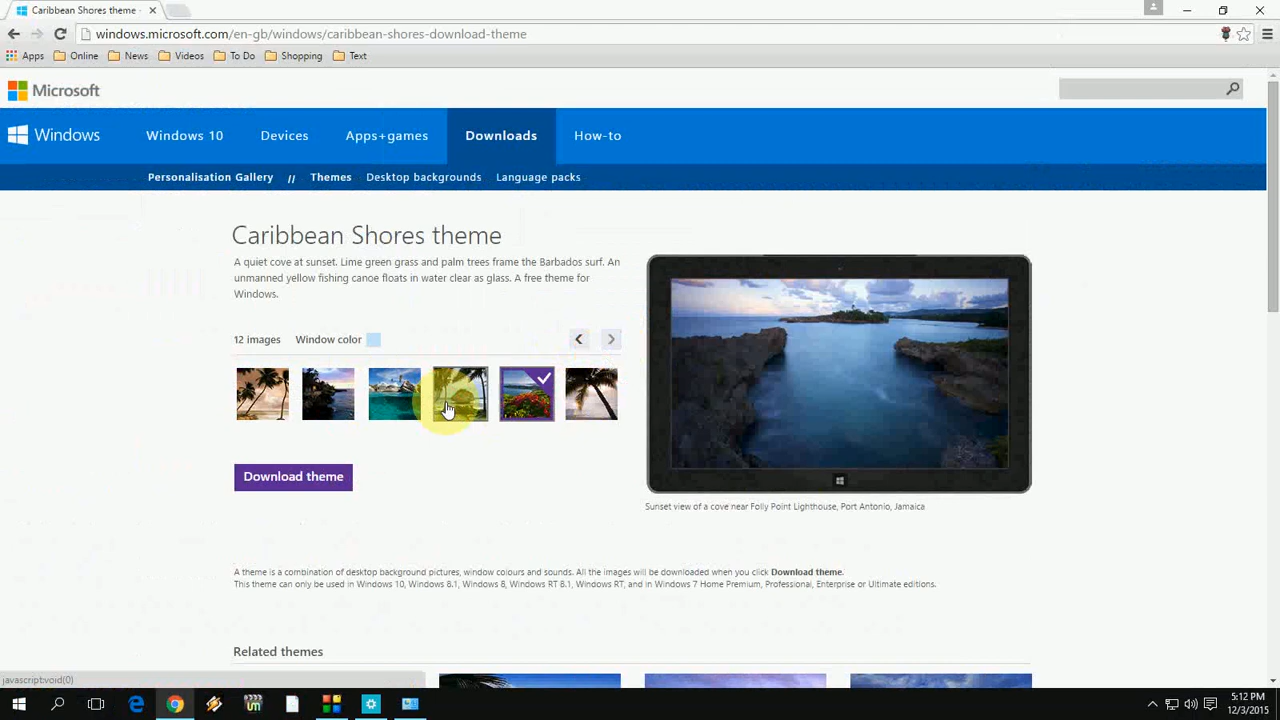 Caribbean Shores theme -
windows.microsoft.com/en-gb/windows/caribbean-shores-download-theme
Apps Online News Videos To Do Shopping Text
Microsoft
Windows Windows 10 Devices Apps+games Downloads How-to
Personalisation Gallery // Themes Desktop backgrounds Language packs
Caribbean Shores theme
A quiet cove at sunset. Lime green grass and palm trees frame the Barbados surf. An
unmanned yellow fishing canoe floats in water clear as glass. A free theme for
Windows.
12 images Window color
Download theme
Sunset view of a cove near Folly Point Lighthouse, Port Antonio, Jamaica
A theme is a combination of desktop background pictures, window colours and sounds. All the images will be downloaded when you click Download theme.
This theme can only be used in Windows 10, Windows 8.1, Windows 8, Windows RT 8.1, Windows RT, and in Windows 7 Home Premium, Professional, Enterprise or Ultimate editions.
Related themes
javascript:void(0)
5:12 PM
12/3/2015